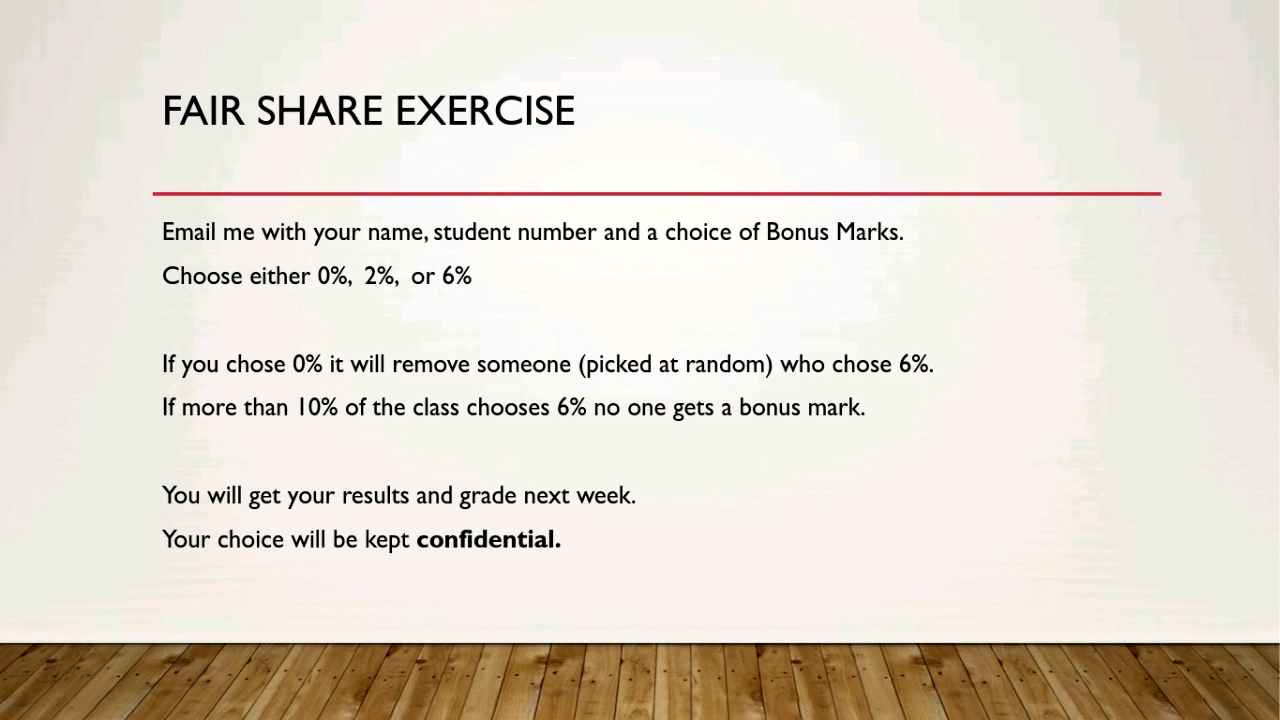 FAIR SHARE EXERCISE
Email me with your name, student number and a choice of Bonus Marks.
Choose either 0%, 2%, or 6%
If you chose 0% it will remove someone (picked at random) who chose 6%.
If more than 10% of the class chooses 6% no one gets a bonus mark.
You will get your results and grade next week.
Your choice will be kept confidential.